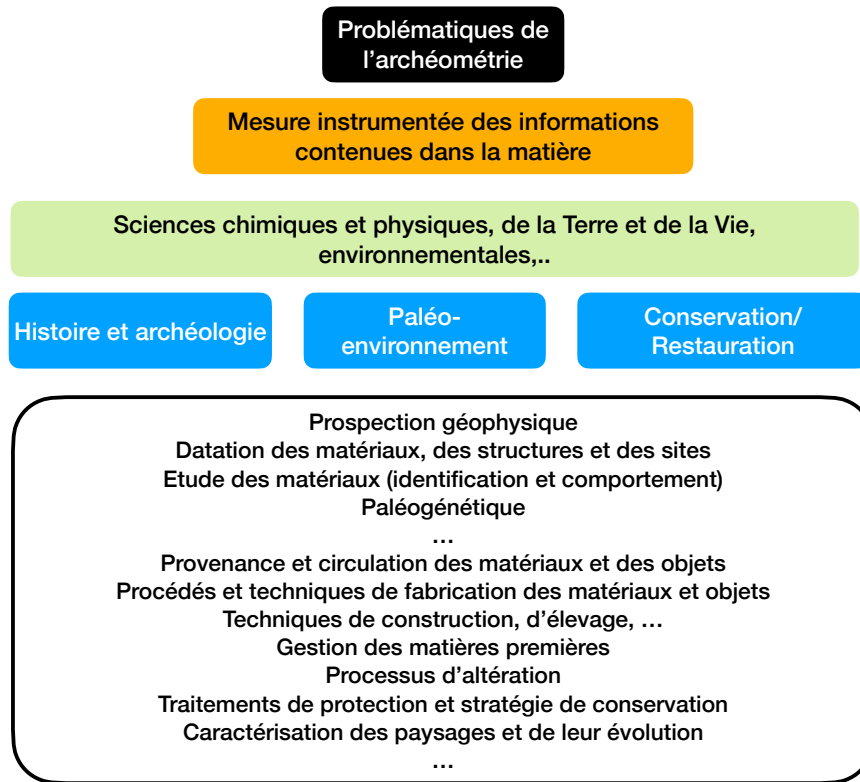 Problématiques de
l'archéométrie
Mesure instrumentée des informations
contenues dans la matière
Sciences chimiques et physiques, de la Terre et de la Vie,
environnementales,..
Histoire et archéologie
Paléo-
environnement
Conservation/
Restauration
Prospection géophysique
Datation des matériaux, des structures et des sites
Etude des matériaux (identification et comportement)
Paléogénétique
…
Provenance et circulation des matériaux et des objets
Procédés et techniques de fabrication des matériaux et objets
Techniques de construction, d'élevage, …
Gestion des matières premières
Processus d'altération
Traitements de protection et stratégie de conservation
Caractérisation des paysages et de leur évolution
…